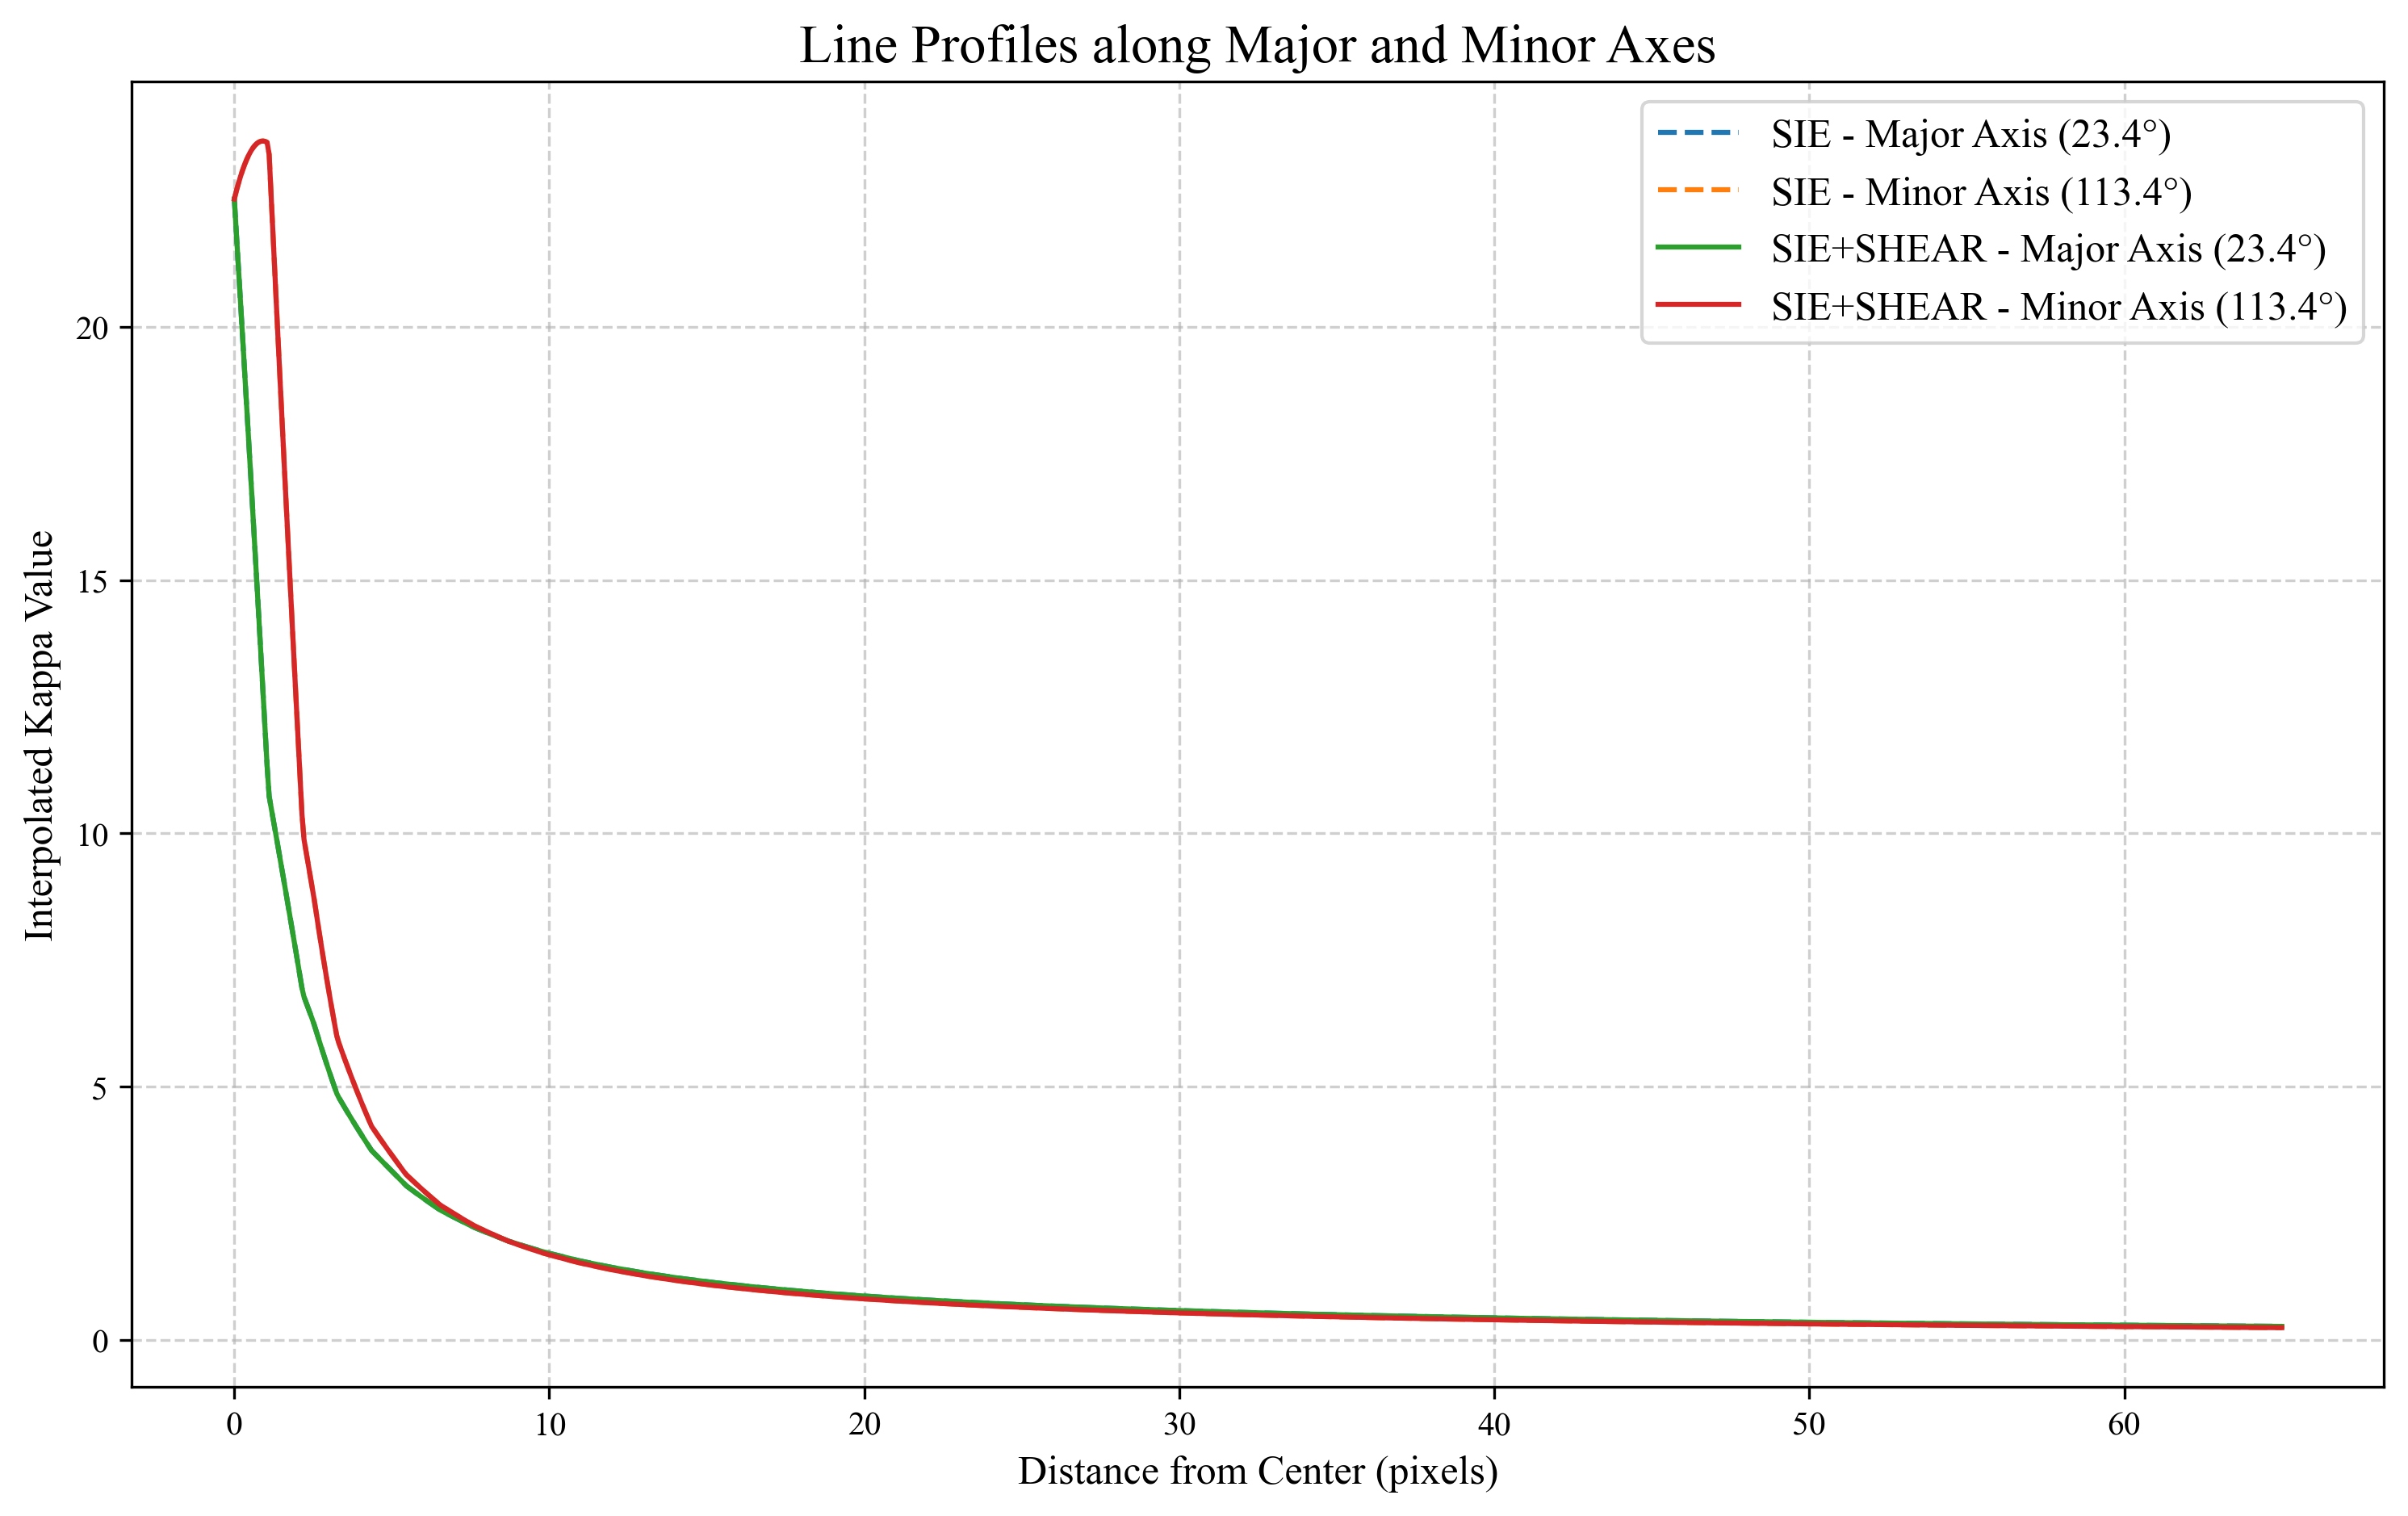 Line Profiles along Major and Minor Axes
SIE - Major Axis (23.4°)
SIE - Minor Axis (113.4°)
SIE+SHEAR - Major Axis (23.4°)
SIE+SHEAR - Minor Axis (113.4°)
Interpolated Kappa Value
20
15
10
5
0
0 10 20 30 40 50 60
Distance from Center (pixels)